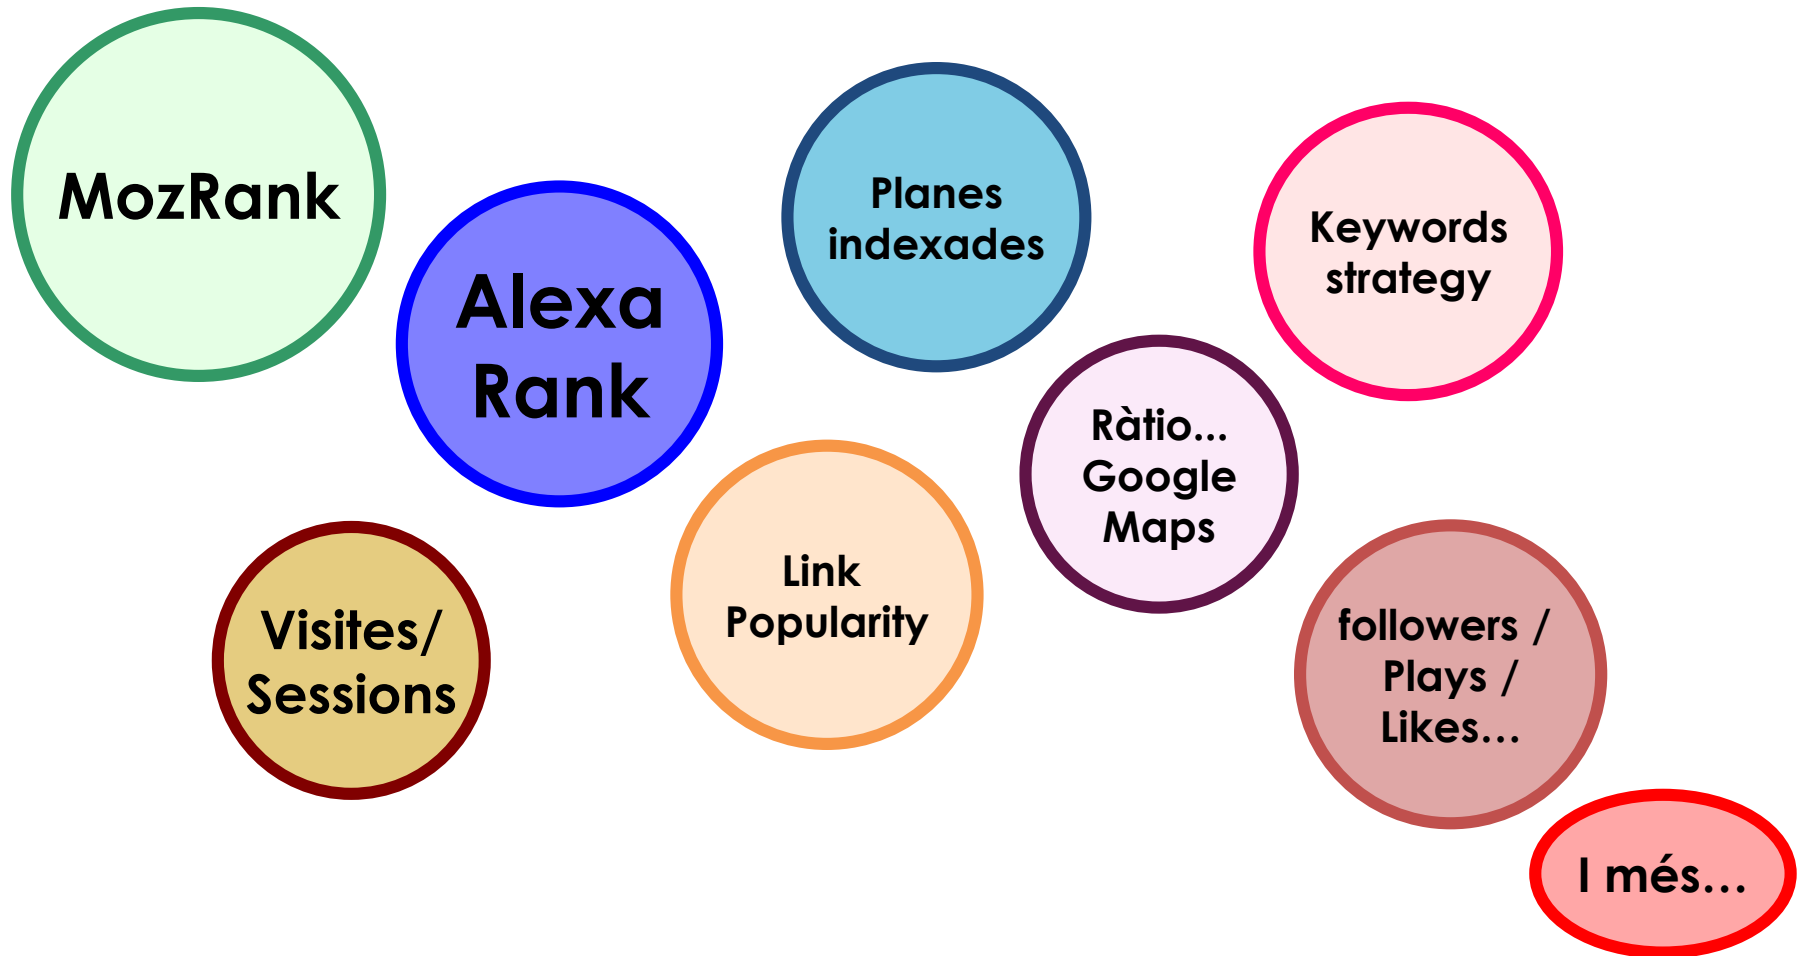 MozRank
Alexa
Rank
Planes
indexades
Keywords
strategy
Ràtio...
Google
Maps
Link
Popularity
Visites/
Sessions
followers /
Plays /
Likes...
I més...